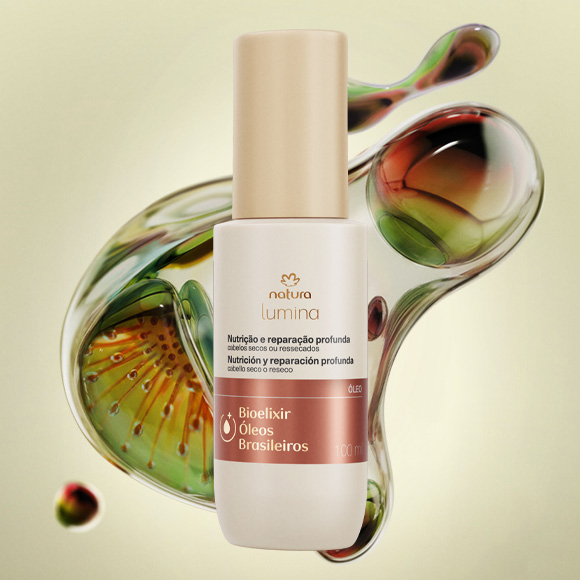 natura
lumina
Nutrição e reparação profunda
cabelos secos ou ressecados
Nutrición y reparación profunda
cabello seco o reseco
ÓLEO
Bioelixir
Óleos
Brasileiros
100 ml